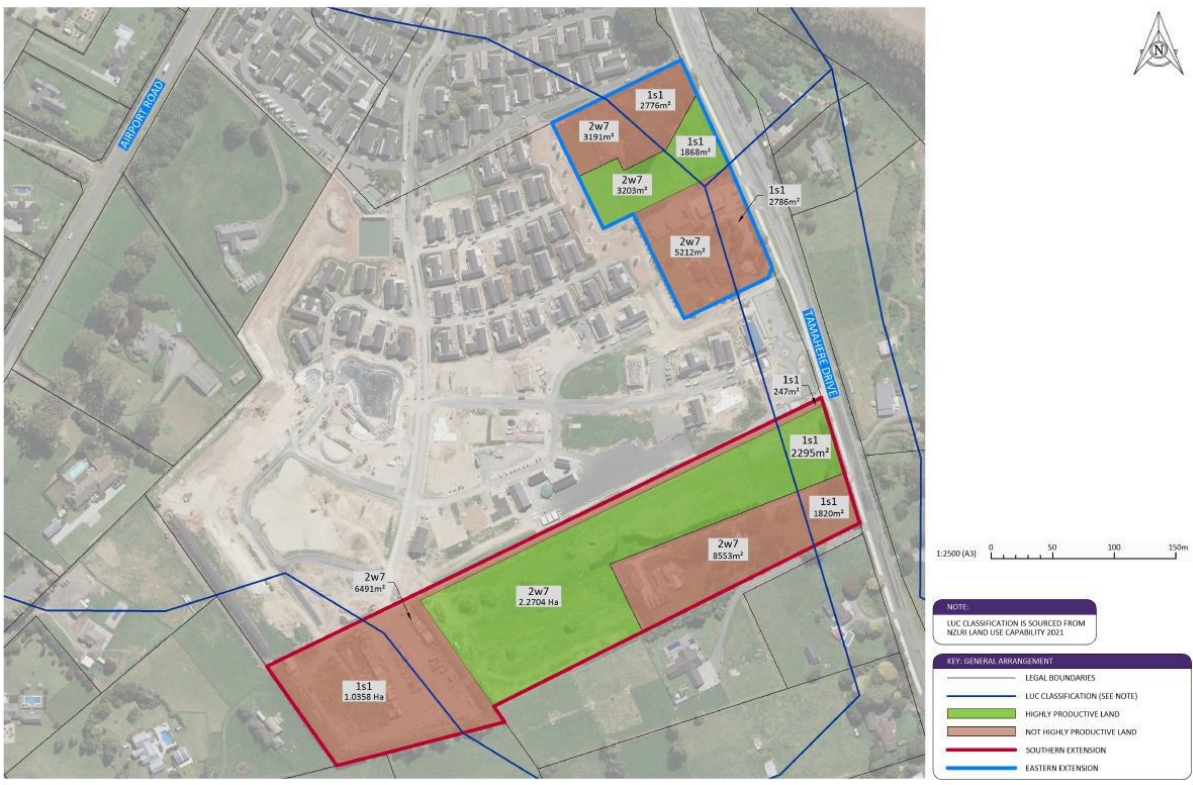 N
AIRPORT ROAD
1s1
2776m²
2w7
3191m²
1s1
1868m²
2w7
3203m²
1s1
2786m²
2w7
5212m²
TAMAHERE DRIVE
1s1
247m²
1s1
2295m²
1s1
1820m²
2w7
8553m²
2w7
6491m²
2w7
2.2704 Ha
1s1
1.0358 Ha
1:2500 (A3)
0 50 100 150m
NOTE:
LUC CLASSIFICATION IS SOURCED FROM
NZLRI LAND USE CAPABILITY 2021
KEY: GENERAL ARRANGEMENT
LEGAL BOUNDARIES
LUC CLASSIFICATION (SEE NOTE)
HIGHLY PRODUCTIVE LAND
NOT HIGHLY PRODUCTIVE LAND
SOUTHERN EXTENSION
EASTERN EXTENSION